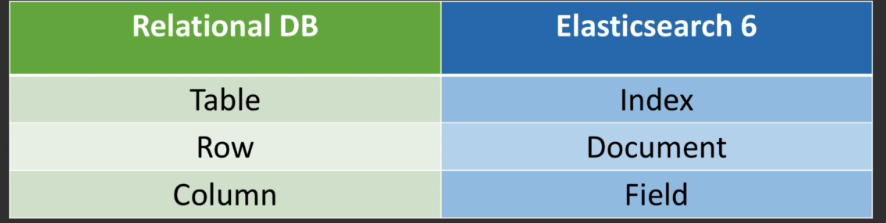 Relational DB Elasticsearch 6
Table Index
Row Document
Column Field